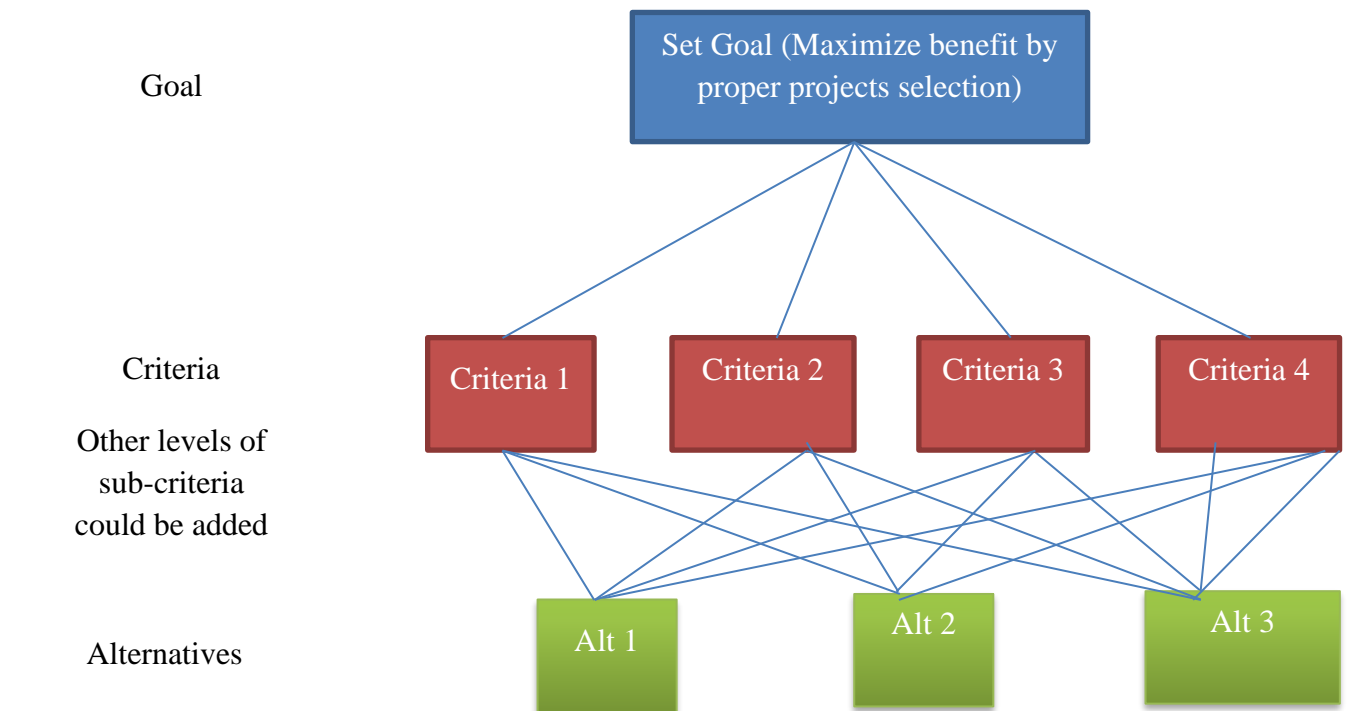 Goal
Set Goal (Maximize benefit by
proper projects selection)
Criteria
Criteria 1
Criteria 2
Criteria 3
Criteria 4
Other levels of
sub-criteria
could be added
Alternatives
Alt 1
Alt 2
Alt 3